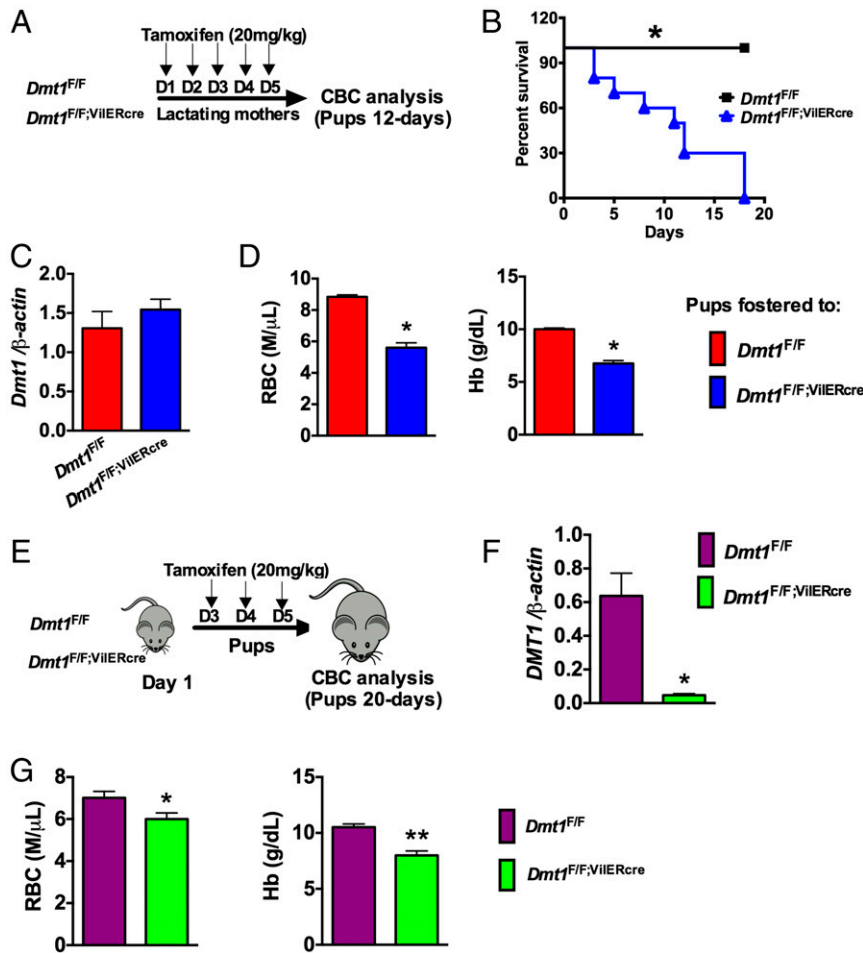 A
Tamoxifen (20mg/kg)
Dmt1F/F
Dmt1F/F;VilERcre
D1 D2 D3 D4 D5
Lactating mothers
CBC analysis
(Pups 12-days)
B
Percent survival
120
90
60
30
0
0 5 10 15 20
Days
*
Dmt1F/F
Dmt1F/F;VilERcre
C
Dmt1/β-actin
2.0
1.5
1.0
0.5
0.0
Dmt1F/F
Dmt1F/F;VilERcre
D
RBC (M/μL)
10
8
6
4
2
0
*
Hb (g/dL)
15
10
5
0
*
Pups fostered to:
Dmt1F/F
Dmt1F/F;VilERcre
E
Tamoxifen (20mg/kg)
Dmt1F/F
Dmt1F/F;VilERcre
D3 D4 D5
Pups
Day 1
CBC analysis
(Pups 20-days)
F
DMT1/β-actin
0.8
0.6
0.4
0.2
0.0
*
Dmt1F/F
Dmt1F/F;VilERcre
G
RBC (M/μL)
8
6
4
2
0
*
Hb (g/dL)
15
10
5
0
**
Dmt1F/F
Dmt1F/F;VilERcre